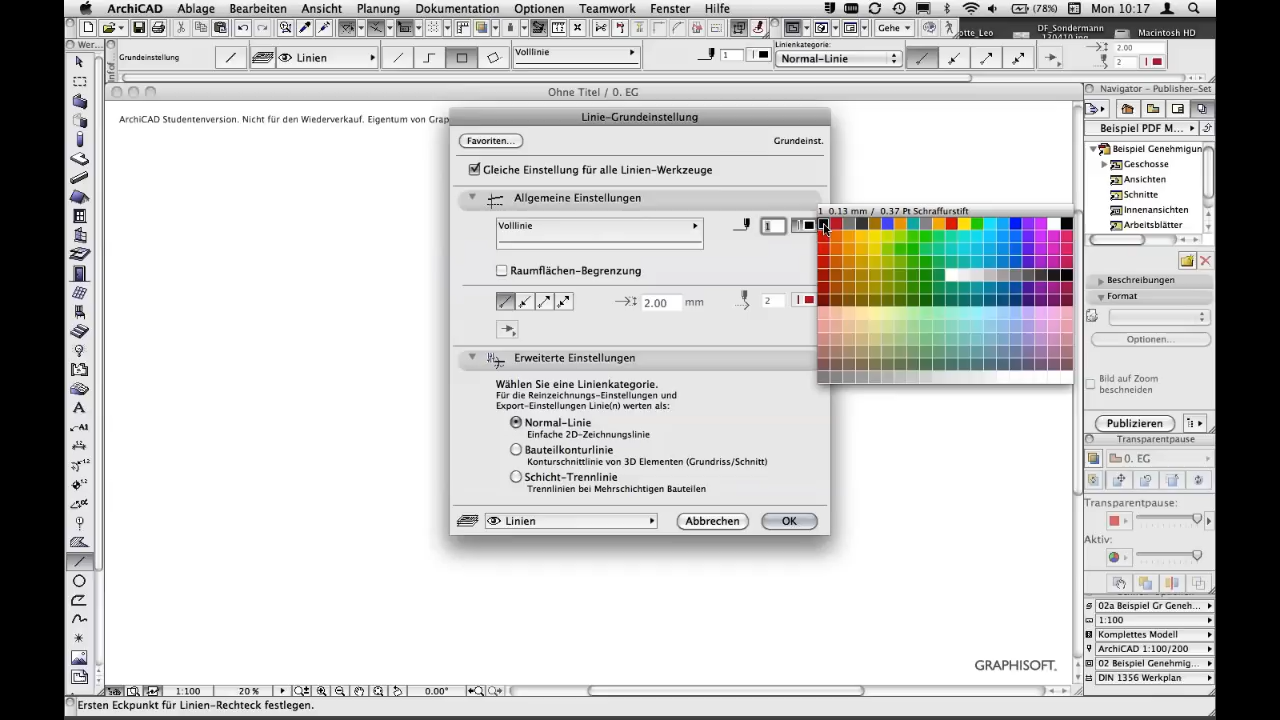 ArchiCAD Ablage Bearbeiten Ansicht Planung Dokumentation Optionen Teamwork Fenster Hilfe (78%) Mon 10:17
Gehe
DF_Sondermann
Macintosh HD
Wer...
Grundeinstellung
Linien
Volllinie
1
Linienkategorie:
Normal-Linie
2.00
2
Ohne Titel / 0. EG
Navigator - Publisher-Set
ArchiCAD Studentenversion. Nicht für den Wiederverkauf. Eigentum von Grap
Linie-Grundeinstellung
Favoriten...
Grundeinst.
Gleiche Einstellung für alle Linien-Werkzeuge
Allgemeine Einstellungen
Volllinie
1
1 0.13 mm / 0.37 Pt Schraffurstift
Raumflächen-Begrenzung
2.00 mm
2
Erweiterte Einstellungen
Wählen Sie eine Linienkategorie.
Für die Reinzeichnungs-Einstellungen und
Export-Einstellungen Linie(n) werten als:
Normal-Linie
Einfache 2D-Zeichnungslinie
Bauteilkonturlinie
Konturschnittlinie von 3D Elementen (Grundriss/Schnitt)
Schicht-Trennlinie
Trennlinien bei Mehrschichtigen Bauteilen
Linien
Abbrechen
OK
Beispiel PDF M...
Beispiel Genehmigun
Geschosse
Ansichten
Schnitte
Innenansichten
Arbeitsblätter
Beschreibungen
Format
Optionen...
Bild auf Zoom
beschneiden
Publizieren
Transparentpause
0. EG
Transparentpause:
Aktiv:
02a Beispiel Gr Geneh...
1:100
Komplettes Modell
ArchiCAD 1:100/200
02 Beispiel Genehmig...
DIN 1356 Werkplan
GRAPHISOFT.
1:100
20 %
0.00°
Ersten Eckpunkt für Linien-Rechteck festlegen.